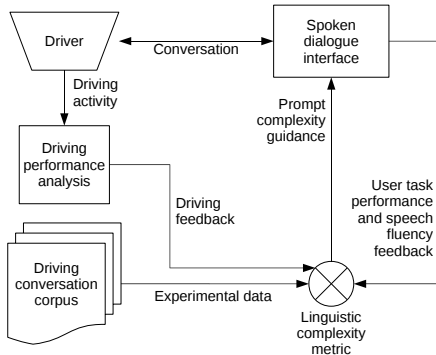 Driver
Conversation
Spoken
dialogue
interface
Driving
activity
Prompt
complexity
guidance
Driving
performance
analysis
Driving
feedback
User task
performance
and speech
fluency
feedback
Driving
conversation
corpus
Experimental data
Linguistic
complexity
metric